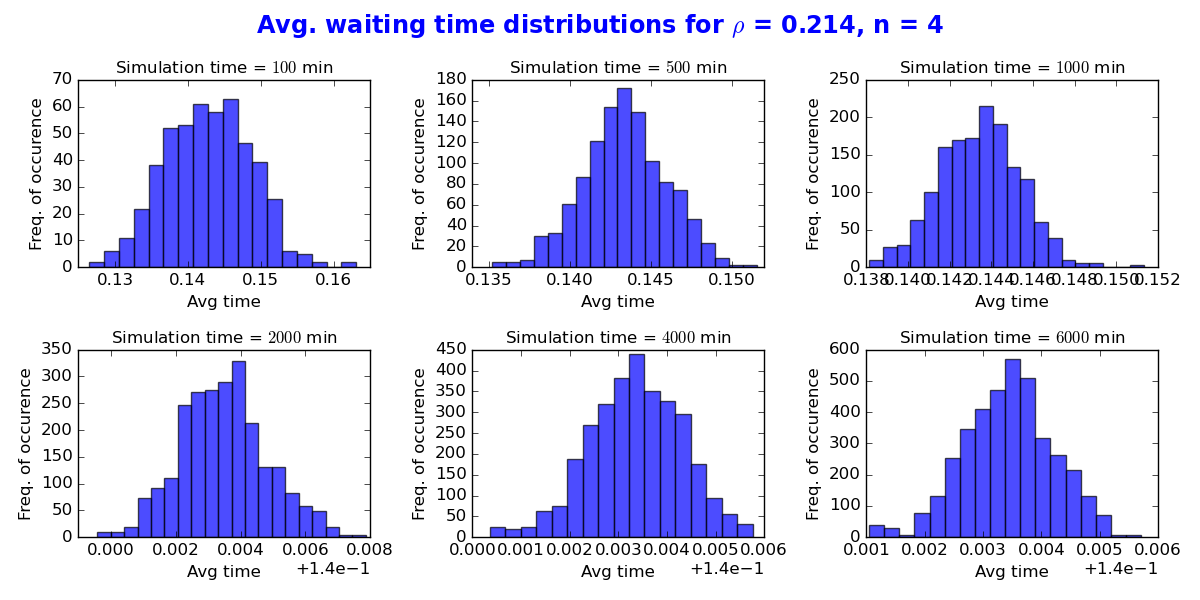 Avg. waiting time distributions for ρ = 0.214, n = 4
Simulation time = 100 min
70
60
50
40
30
20
10
0
Freq. of occurence
0.13 0.14 0.15 0.16
Avg time
Simulation time = 500 min
180
160
140
120
100
80
60
40
20
0
Freq. of occurence
0.135 0.140 0.145 0.150
Avg time
Simulation time = 1000 min
250
200
150
100
50
0
Freq. of occurence
0.138 0.140 0.142 0.144 0.146 0.148 0.150 0.152
Avg time
Simulation time = 2000 min
350
300
250
200
150
100
50
0
Freq. of occurence
0.000 0.002 0.004 0.006 0.008
+1.4e−1
Avg time
Simulation time = 4000 min
450
400
350
300
250
200
150
100
50
0
Freq. of occurence
0.000 0.001 0.002 0.003 0.004 0.005 0.006
+1.4e−1
Avg time
Simulation time = 6000 min
600
500
400
300
200
100
0
Freq. of occurence
0.001 0.002 0.003 0.004 0.005 0.006
+1.4e−1
Avg time